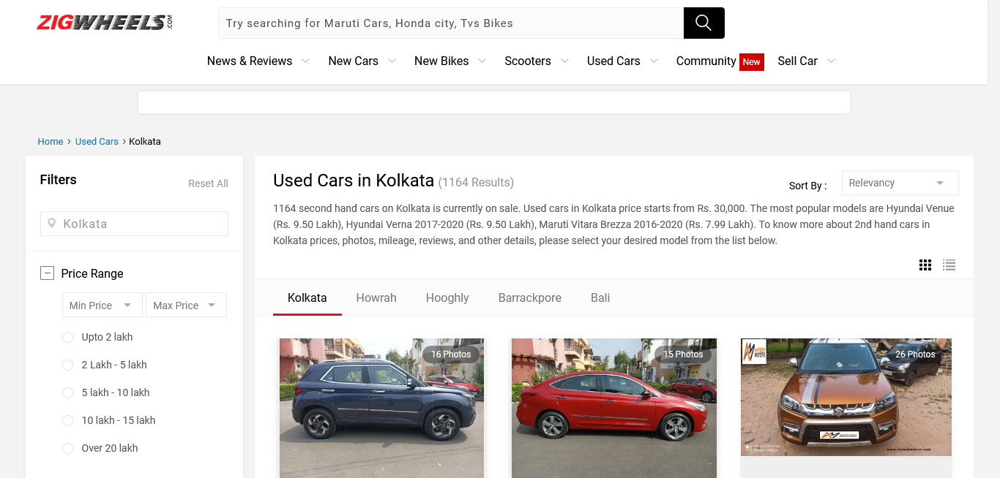 ZIGWHEELS.COM
Try searching for Maruti Cars, Honda city, Tvs Bikes
News & Reviews New Cars New Bikes Scooters Used Cars Community New Sell Car
Home › Used Cars › Kolkata
Filters
Reset All
Kolkata
Price Range
Min Price Max Price
Upto 2 lakh
2 Lakh - 5 lakh
5 lakh - 10 lakh
10 lakh - 15 lakh
Over 20 lakh
Used Cars in Kolkata (1164 Results)
Sort By : Relevancy
1164 second hand cars on Kolkata is currently on sale. Used cars in Kolkata price starts from Rs. 30,000. The most popular models are Hyundai Venue
(Rs. 9.50 Lakh), Hyundai Verna 2017-2020 (Rs. 9.50 Lakh), Maruti Vitara Brezza 2016-2020 (Rs. 7.99 Lakh). To know more about 2nd hand cars in
Kolkata prices, photos, mileage, reviews, and other details, please select your desired model from the list below.
Kolkata Howrah Hooghly Barrackpore Bali
16 Photos
15 Photos
26 Photos